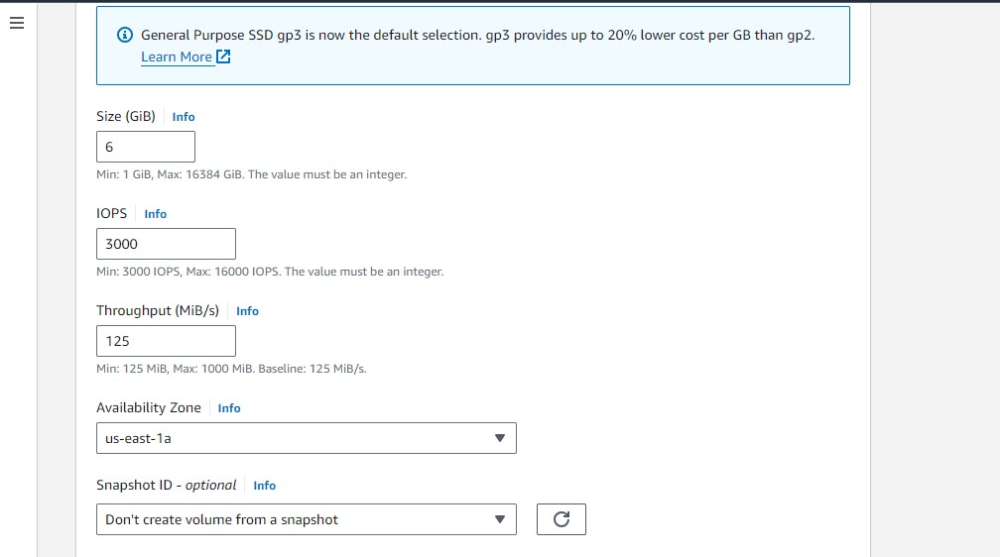 General Purpose SSD gp3 is now the default selection. gp3 provides up to 20% lower cost per GB than gp2.
Learn More
Size (GiB) Info
6
Min: 1 GiB, Max: 16384 GiB. The value must be an integer.
IOPS Info
3000
Min: 3000 IOPS, Max: 16000 IOPS. The value must be an integer.
Throughput (MiB/s) Info
125
Min: 125 MiB, Max: 1000 MiB. Baseline: 125 MiB/s.
Availability Zone Info
us-east-1a
Snapshot ID - optional Info
Don't create volume from a snapshot